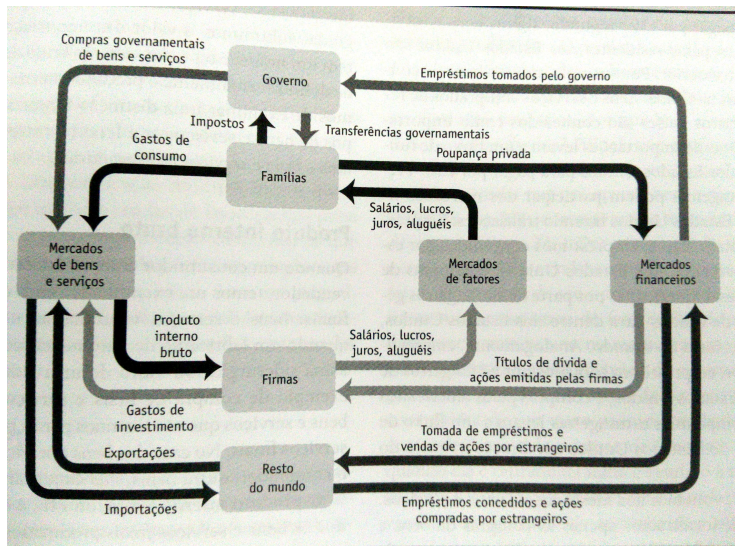 Compras governamentais
de bens e serviços
Governo
Empréstimos tomados pelo governo
Impostos
Transferências governamentais
Gastos de
consumo
Famílias
Poupança privada
Salários, lucros,
juros, aluguéis
Mercados
de bens
e serviços
Mercados
de fatores
Mercados
financeiros
Produto
interno
bruto
Salários, lucros,
juros, aluguéis
Firmas
Títulos de dívida e
ações emitidas pelas firmas
Gastos de
investimento
Exportações
Tomada de empréstimos e
vendas de ações por estrangeiros
Resto
do mundo
Importações
Empréstimos concedidos e ações
compradas por estrangeiros